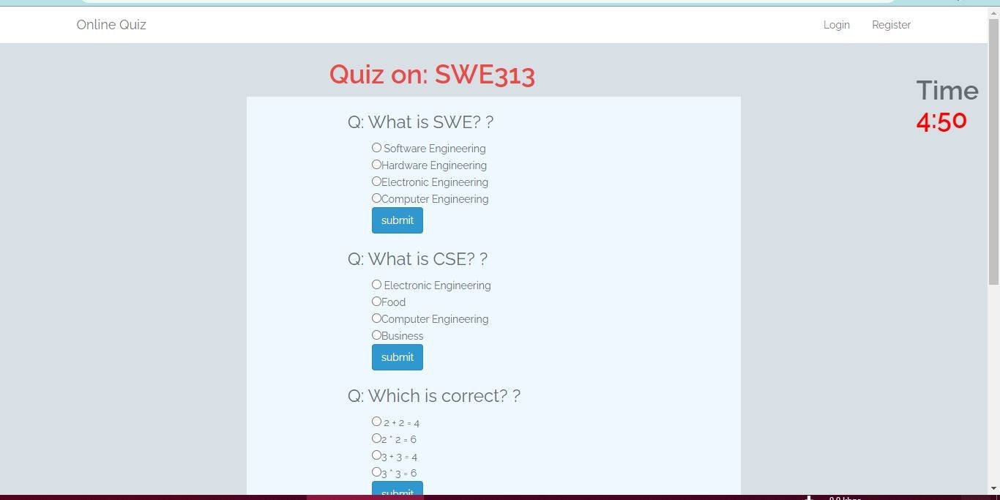 Online Quiz
Login
Register
Quiz on: SWE313
Time
4:50
Q: What is SWE? ?
Software Engineering
Hardware Engineering
Electronic Engineering
Computer Engineering
submit
Q: What is CSE? ?
Electronic Engineering
Food
Computer Engineering
Business
submit
Q: Which is correct? ?
2 + 2 = 4
2 * 2 = 6
3 + 3 = 4
3 * 3 = 6
submit